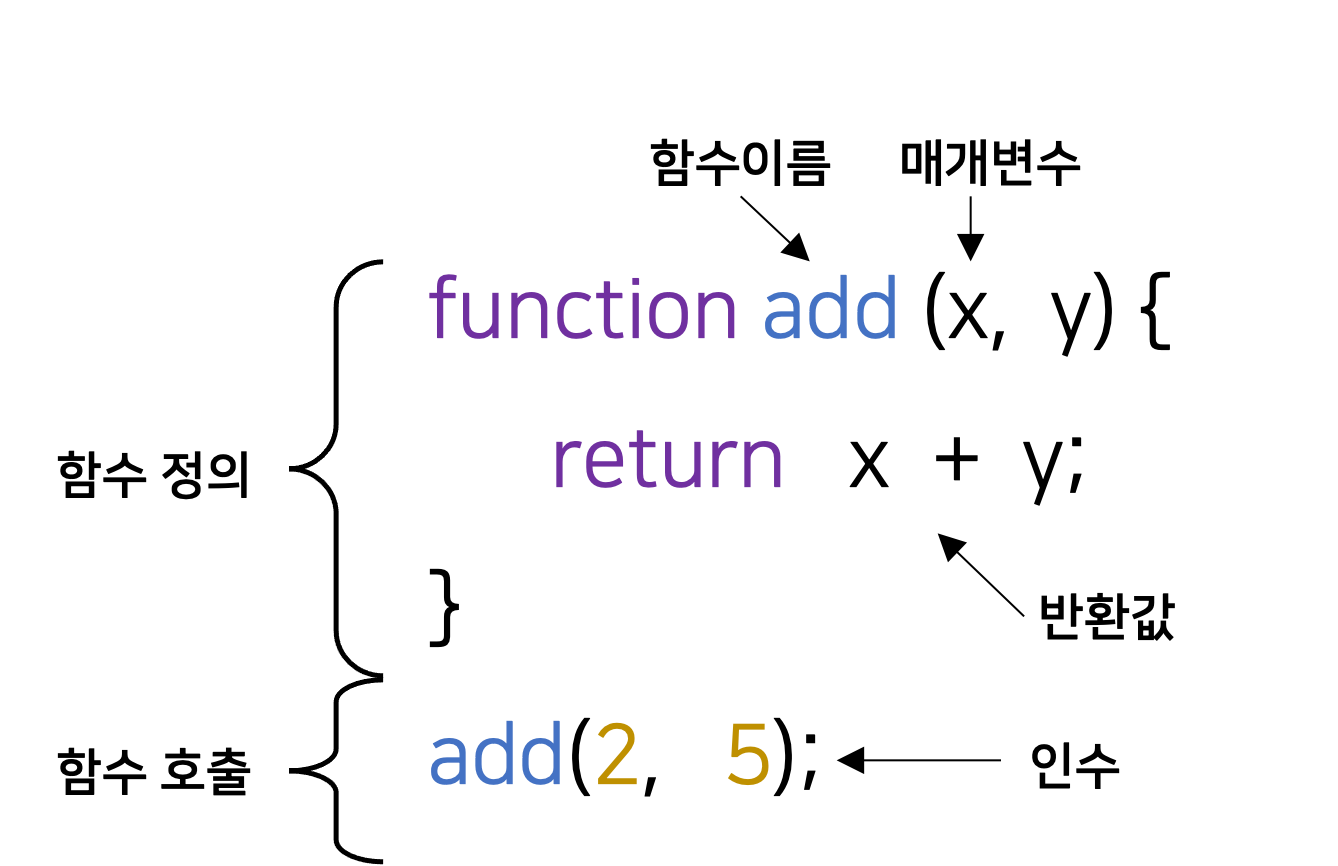 함수이름 매개변수
function add (x, y) {
함수 정의
return x + y;
반환값
}
함수 호출
add(2, 5);
인수